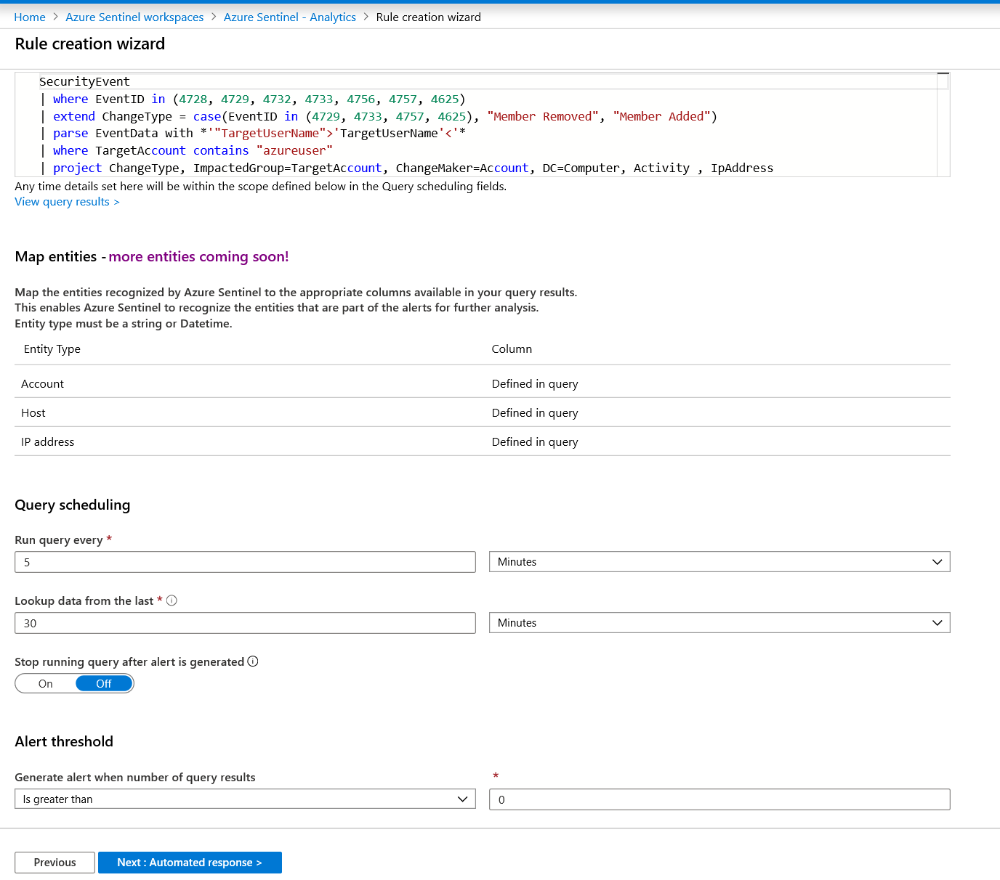 Home > Azure Sentinel workspaces > Azure Sentinel - Analytics > Rule creation wizard
Rule creation wizard
SecurityEvent
| where EventID in (4728, 4729, 4732, 4733, 4756, 4757, 4625)
| extend ChangeType = case(EventID in (4729, 4733, 4757, 4625), "Member Removed", "Member Added")
| parse EventData with *'"TargetUserName">'TargetUserName'<'*
| where TargetAccount contains "azureuser"
| project ChangeType, ImpactedGroup=TargetAccount, ChangeMaker=Account, DC=Computer, Activity , IpAddress
Any time details set here will be within the scope defined below in the Query scheduling fields.
View query results >
Map entities - more entities coming soon!
Map the entities recognized by Azure Sentinel to the appropriate columns available in your query results.
This enables Azure Sentinel to recognize the entities that are part of the alerts for further analysis.
Entity type must be a string or Datetime.
Entity Type Column
Account Defined in query
Host Defined in query
IP address Defined in query
Query scheduling
Run query every *
5 Minutes
Lookup data from the last *
30 Minutes
Stop running query after alert is generated
On Off
Alert threshold
Generate alert when number of query results *
Is greater than 0
Previous Next : Automated response >